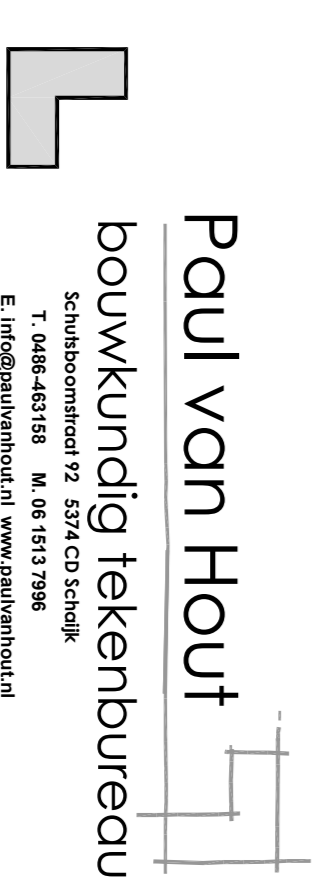 Paul van Hout
bouwkundig tekenbureau
Schutsboomstraat 92 5374 CD Schaijk
T. 0486-463158 M. 06 1513 7996
E. info@paulvanhout.nl www.paulvanhout.nl